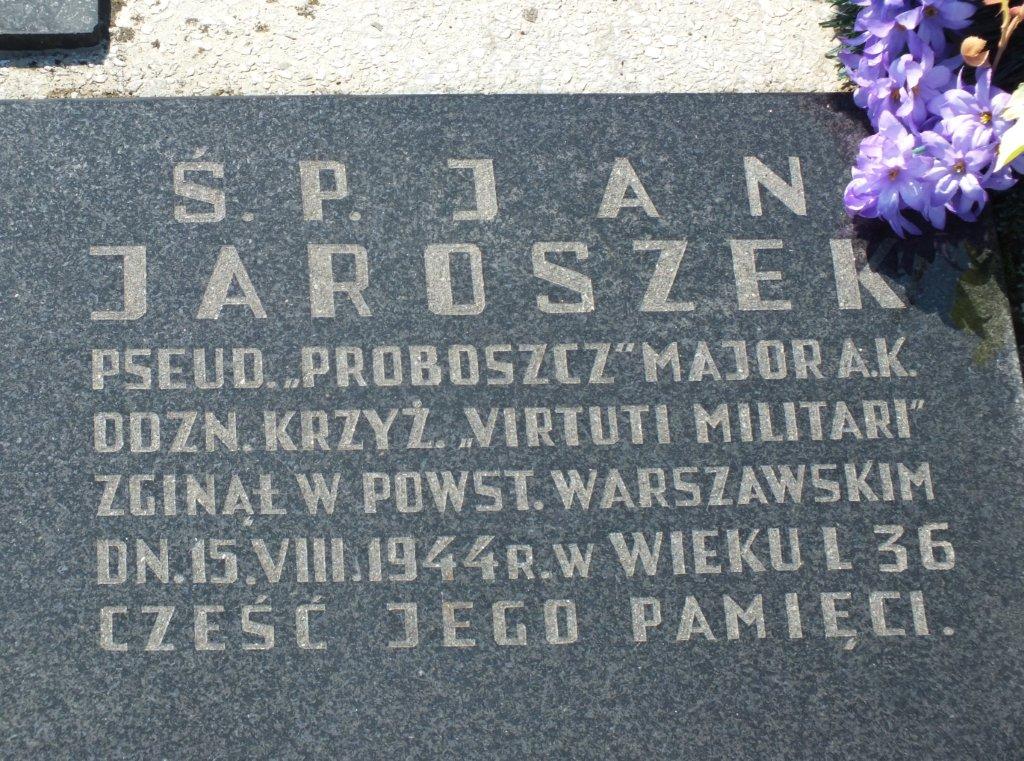 Ś.P. JAN
JAROSZEK
PSEUD. „PROBOSZCZ” MAJOR A.K.
ODZN. KRZYŻ. „VIRTUTI MILITARI”
ZGINĄŁ W POWST. WARSZAWSKIM
DN. 15.VIII.1944R. W WIEKU L 36
CZEŚĆ JEGO PAMIĘCI.